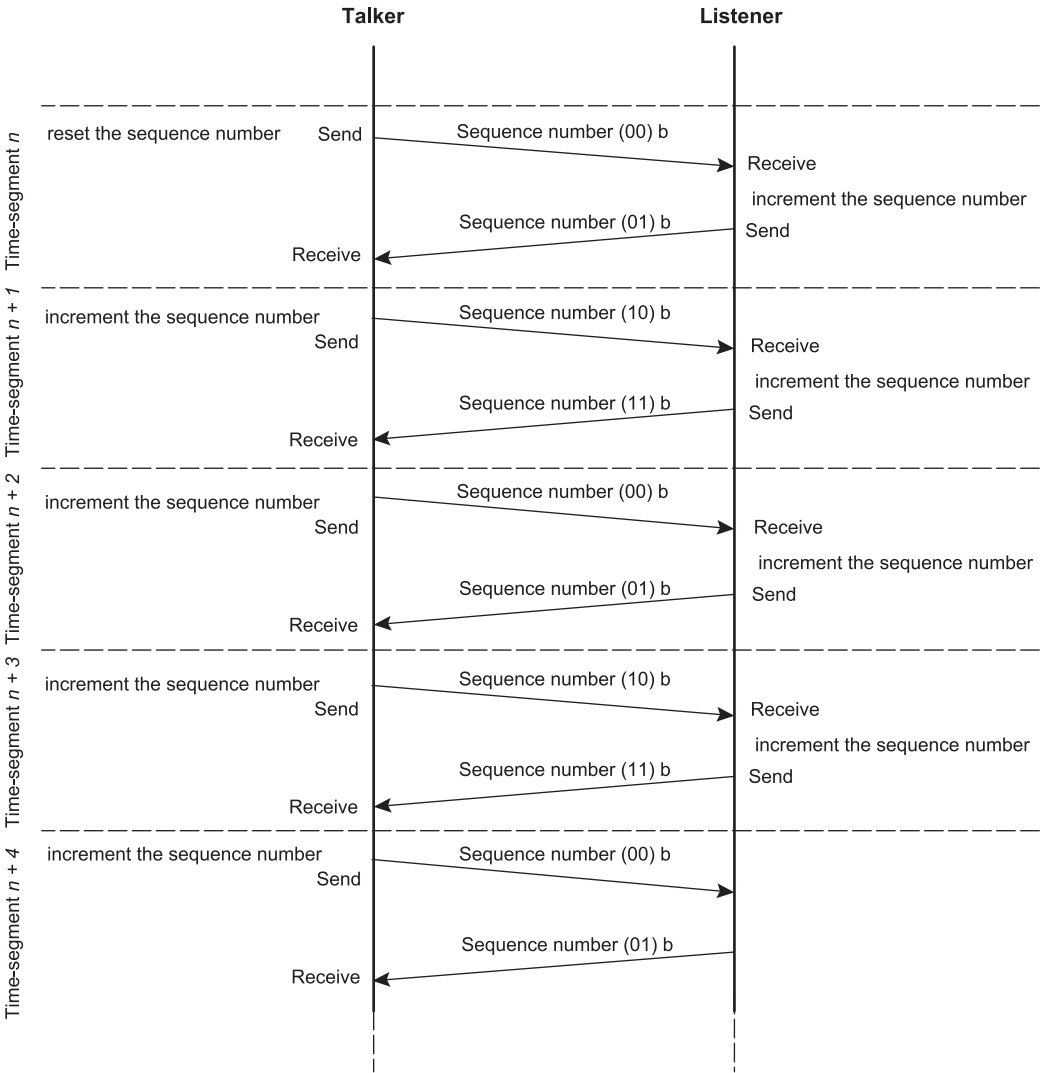 Talker
Listener
Time-segment n
reset the sequence number
Send
Sequence number (00) b
Receive
increment the sequence number
Sequence number (01) b
Send
Receive
Time-segment n + 1
increment the sequence number
Sequence number (10) b
Send
Receive
increment the sequence number
Sequence number (11) b
Send
Receive
Time-segment n + 2
increment the sequence number
Sequence number (00) b
Send
Receive
increment the sequence number
Sequence number (01) b
Send
Receive
Time-segment n + 3
increment the sequence number
Sequence number (10) b
Send
Receive
increment the sequence number
Sequence number (11) b
Send
Receive
Time-segment n + 4
increment the sequence number
Sequence number (00) b
Send
Sequence number (01) b
Receive